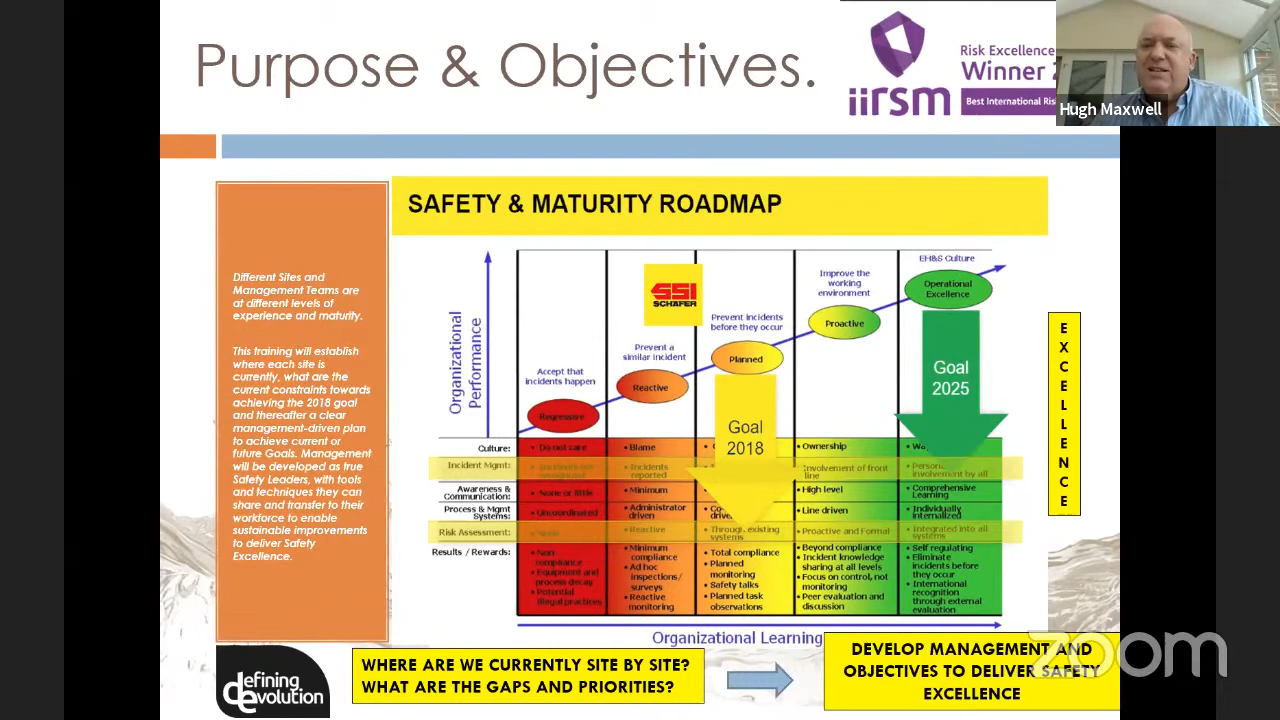 Purpose & Objectives.
iirsm
Risk Excellence
Winner
Best International Ris
Hugh Maxwell
SAFETY & MATURITY ROADMAP
Different Sites and
Management Teams are
at different levels of
experience and maturity.
This training will establish
where each site is
currently, what are the
current constraints towards
achieving the 2018 goal
and thereafter a clear
management-driven plan
to achieve current or
future Goals. Management
will be developed as true
Safety Leaders, with tools
and techniques they can
share and transfer to their
workforce to enable
sustainable improvements
to deliver Safety
Excellence.
Organizational
Performance
SSI
SCHÄFER
Accept that
incidents happen
Regressive
Prevent a
similar incident
Reactive
Prevent incidents
before they occur
Planned
Improve the
working
environment
Proactive
EH&S Culture
Operational
Excellence
Goal
2018
Goal
2025
EXCELLENCE
Culture:
• Do not care
• Blame
• Ownership
Incident Mgmt:
• Incidents
reported
Involvement of front
line
• Person
involvement by all
Awareness &
Communication:
• None or little
• Minimum
• High level
• Comprehensive
Learning
Process & Mgmt
Systems:
• Uncoordinated
• Administrator
driven
• Line driven
• Individually
internalized
Risk Assessment:
• Reactive
• Through existing
systems
• Proactive and Formal
• Integrated into all
systems
Results / Rewards:
• Non
compliance
• Equipment and
process decay
• Potential
illegal practices
• Minimum
compliance
• Ad hoc
inspections/
surveys
• Reactive
monitoring
• Total compliance
• Planned
monitoring
• Safety talks
• Planned task
observations
• Beyond compliance
• Incident knowledge
sharing at all levels
• Focus on control, not
monitoring
• Peer evaluation and
discussion
• Self regulating
• Eliminate
incidents before
they occur
• International
recognition
through external
evaluation
Organizational Learning
defining
evolution
WHERE ARE WE CURRENTLY SITE BY SITE?
WHAT ARE THE GAPS AND PRIORITIES?
DEVELOP MANAGEMENT AND
OBJECTIVES TO DELIVER SAFETY
EXCELLENCE
zoom